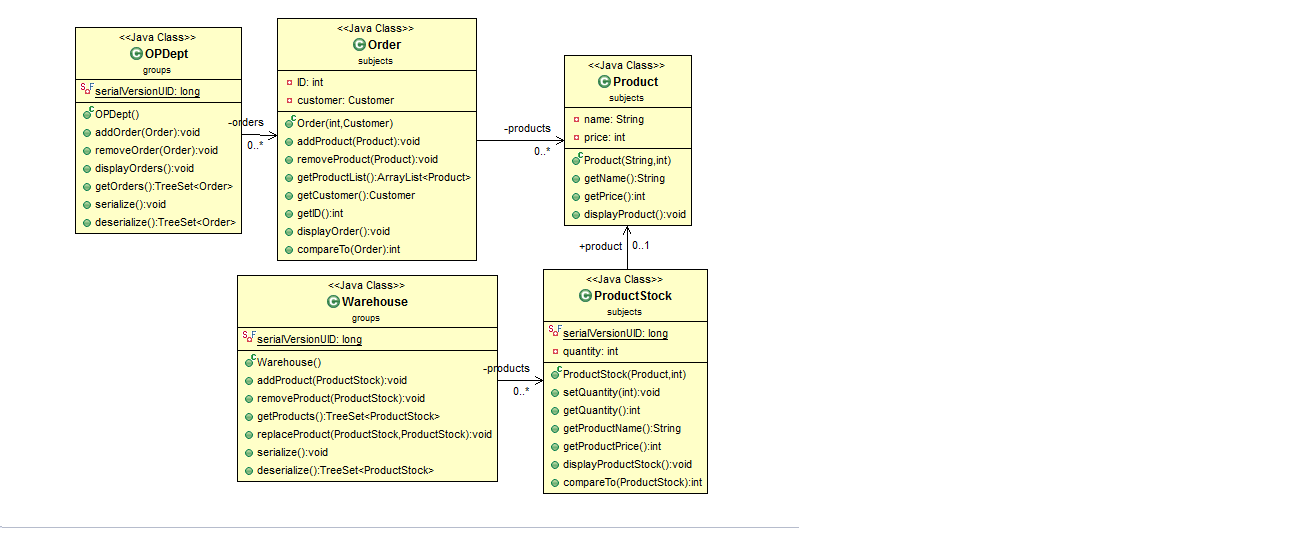 <<Java Class>>
OPDept
groups
serialVersionUID: long
OPDept()
addOrder(Order):void
removeOrder(Order):void
displayOrders():void
getOrders():TreeSet<Order>
serialize():void
deserialize():TreeSet<Order>
-orders
0..*
<<Java Class>>
Order
subjects
ID: int
customer: Customer
Order(int,Customer)
addProduct(Product):void
removeProduct(Product):void
getProductList():ArrayList<Product>
getCustomer():Customer
getID():int
displayOrder():void
compareTo(Order):int
-products
0..*
<<Java Class>>
Product
subjects
name: String
price: int
Product(String,int)
getName():String
getPrice():int
displayProduct():void
+product
0..1
<<Java Class>>
Warehouse
groups
serialVersionUID: long
Warehouse()
addProduct(ProductStock):void
removeProduct(ProductStock):void
getProducts():TreeSet<ProductStock>
replaceProduct(ProductStock,ProductStock):void
serialize():void
deserialize():TreeSet<ProductStock>
-products
0..*
<<Java Class>>
ProductStock
subjects
serialVersionUID: long
quantity: int
ProductStock(Product,int)
setQuantity(int):void
getQuantity():int
getProductName():String
getProductPrice():int
displayProductStock():void
compareTo(ProductStock):int